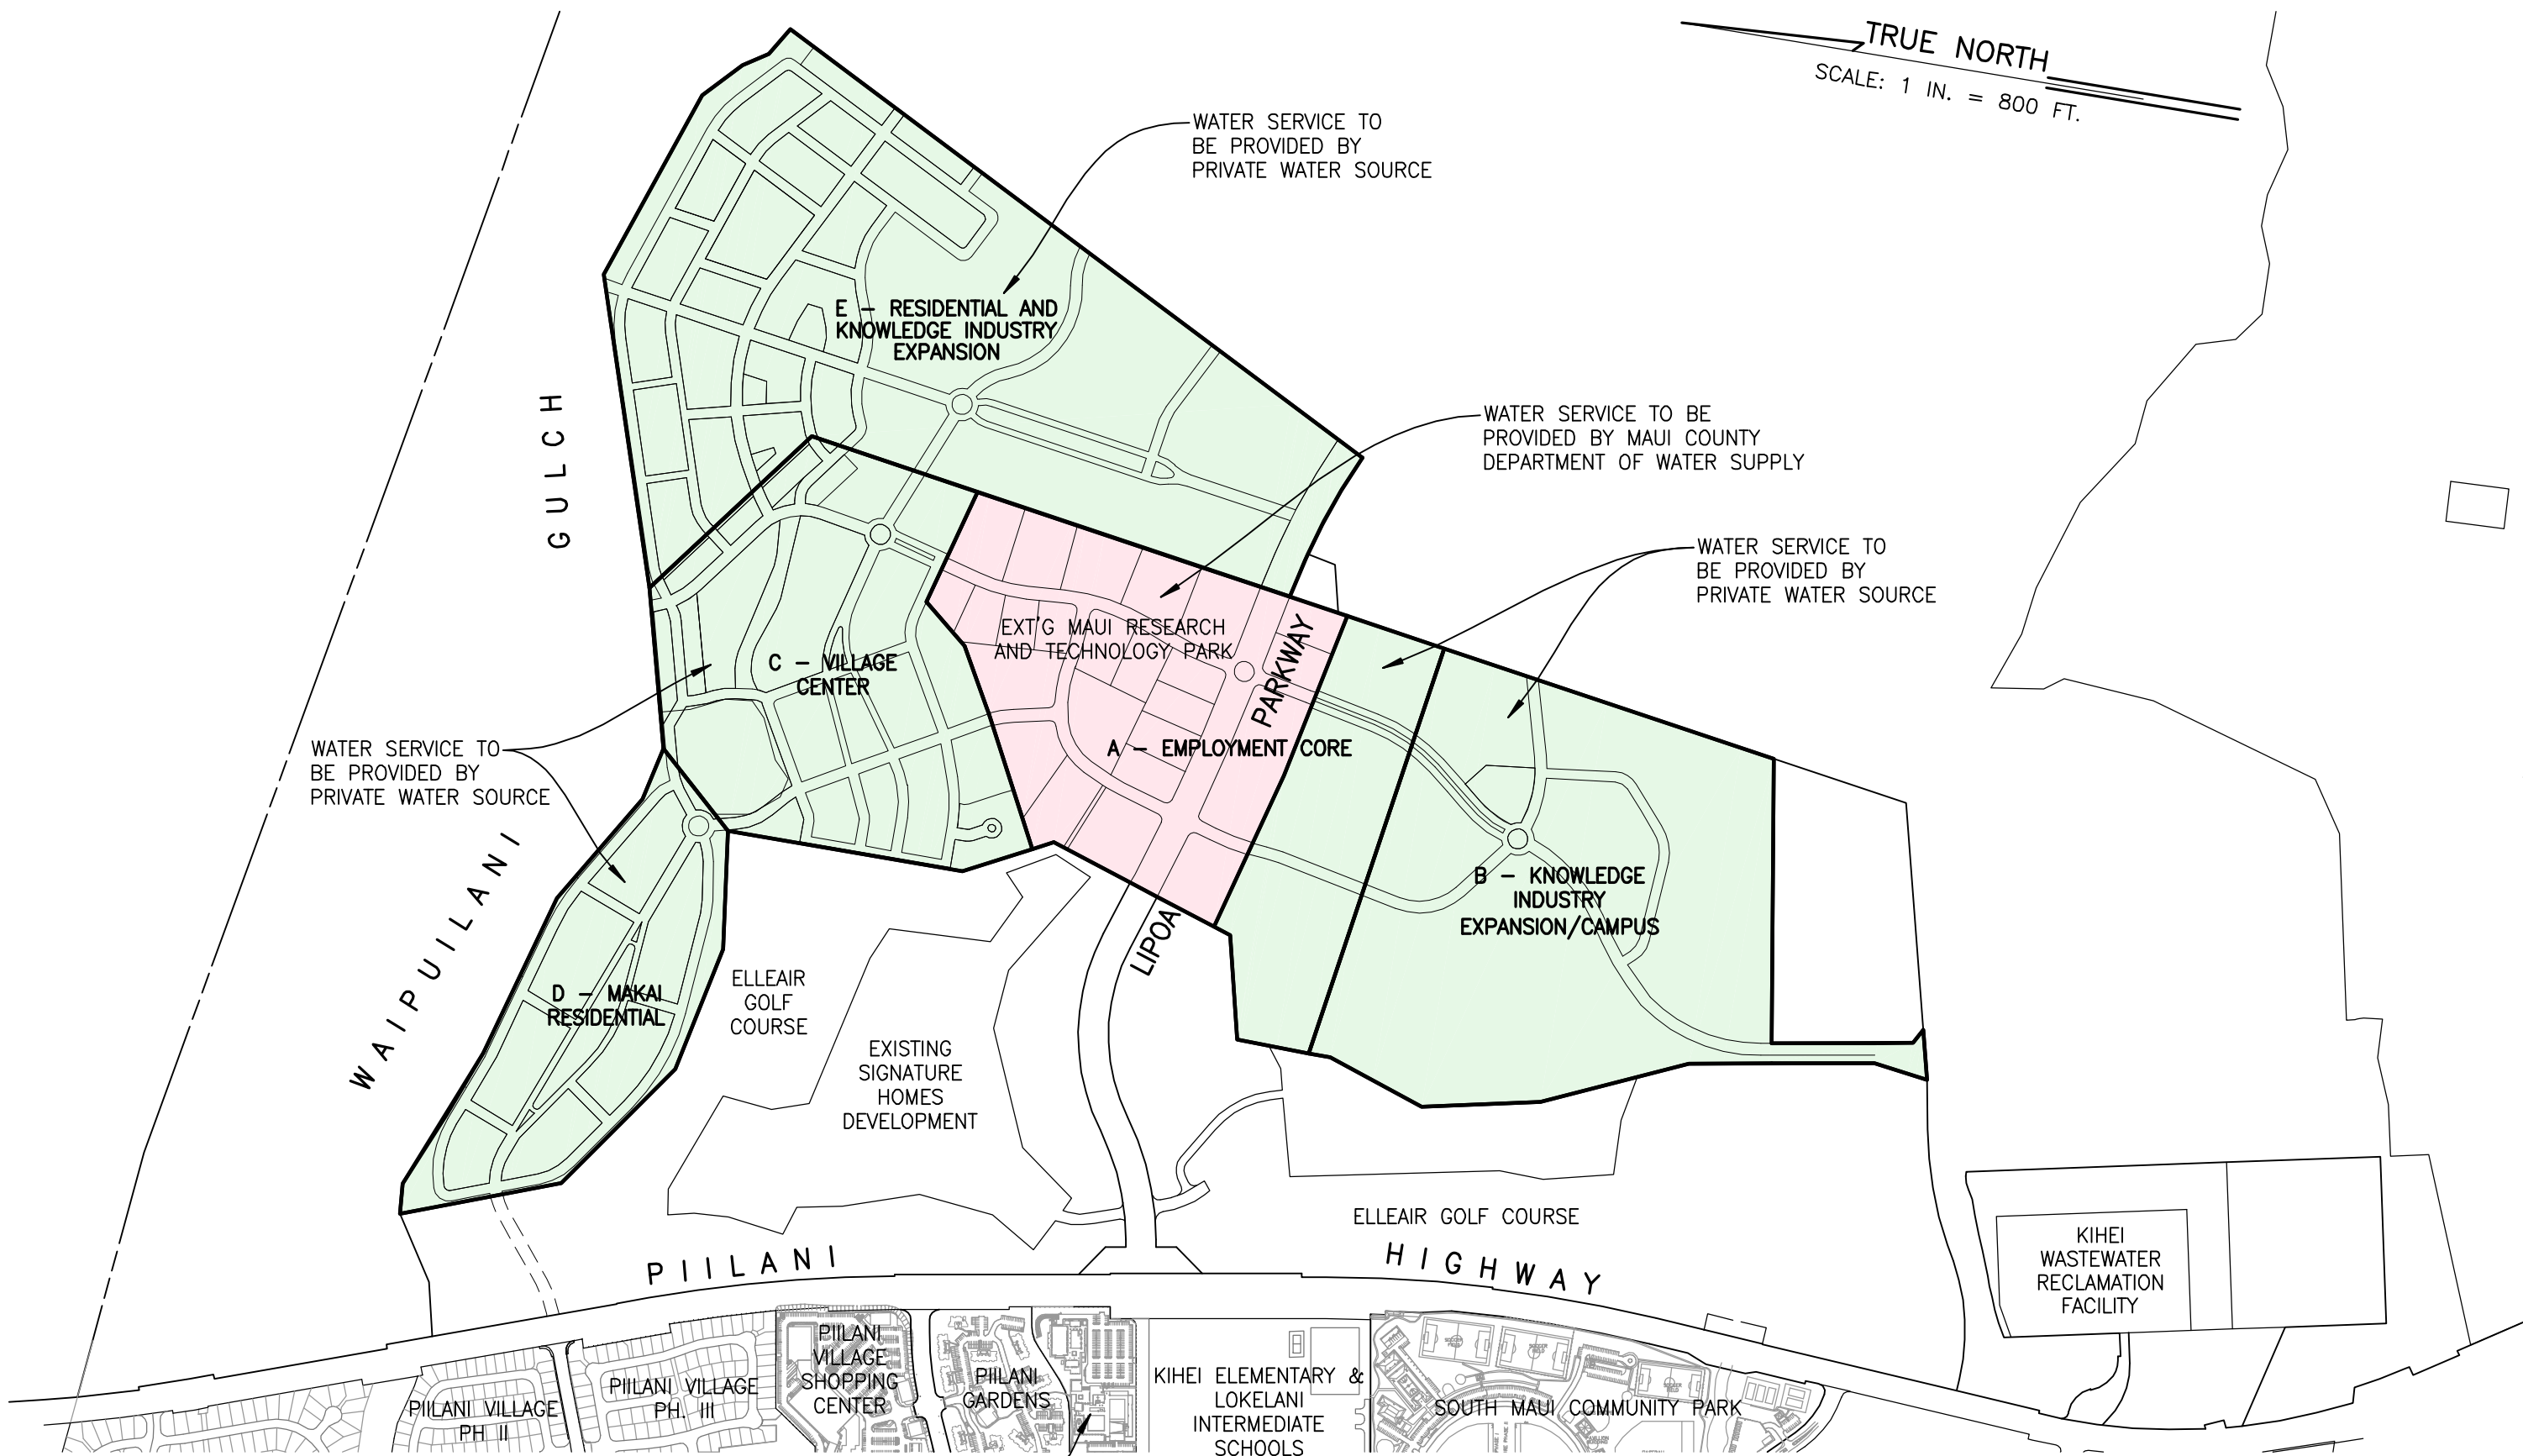 TRUE NORTH
SCALE: 1 IN. = 800 FT.
WATER SERVICE TO
BE PROVIDED BY
PRIVATE WATER SOURCE
E – RESIDENTIAL AND
KNOWLEDGE INDUSTRY
EXPANSION
WATER SERVICE TO BE
PROVIDED BY MAUI COUNTY
DEPARTMENT OF WATER SUPPLY
GULCH
WATER SERVICE TO
BE PROVIDED BY
PRIVATE WATER SOURCE
EXT'G MAUI RESEARCH
AND TECHNOLOGY PARK
PARKWAY
C – VILLAGE
CENTER
A – EMPLOYMENT CORE
WATER SERVICE TO
BE PROVIDED BY
PRIVATE WATER SOURCE
WAIPUILANI
B – KNOWLEDGE
INDUSTRY
EXPANSION/CAMPUS
LIPOA
D – MAKAI
RESIDENTIAL
ELLEAIR
GOLF
COURSE
EXISTING
SIGNATURE
HOMES
DEVELOPMENT
ELLEAIR GOLF COURSE
KIHEI
WASTEWATER
RECLAMATION
FACILITY
PIILANI
HIGHWAY
PIILANI VILLAGE
PH II
PIILANI VILLAGE
PH. III
PIILANI
VILLAGE
SHOPPING
CENTER
PIILANI
GARDENS
KIHEI ELEMENTARY &
LOKELANI
INTERMEDIATE
SCHOOLS
SOUTH MAUI COMMUNITY PARK